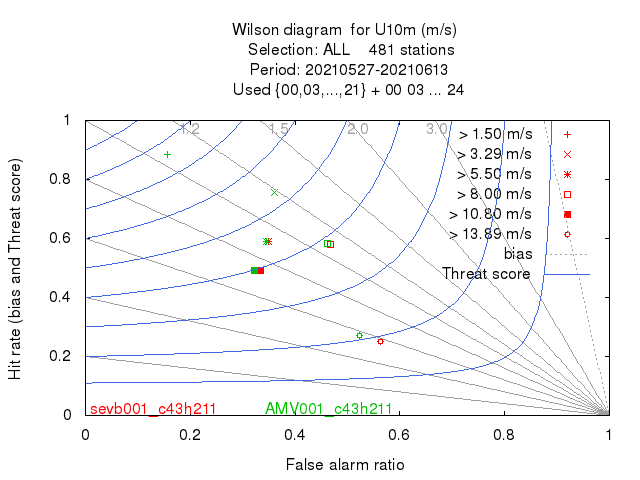 Wilson diagram  for U10m (m/s)
Selection: ALL    481 stations
Period: 20210527-20210613
Used {00,03,...,21} + 00 03 ... 24
Hit rate (bias and Threat score)
1
0.8
0.6
0.4
0.2
0
1.2
1.5
2.0
3.0
> 1.50 m/s
> 3.29 m/s
> 5.50 m/s
> 8.00 m/s
> 10.80 m/s
> 13.89 m/s
bias
Threat score
sevb001_c43h211
AMV001_c43h211
0
0.2
0.4
0.6
0.8
1
False alarm ratio